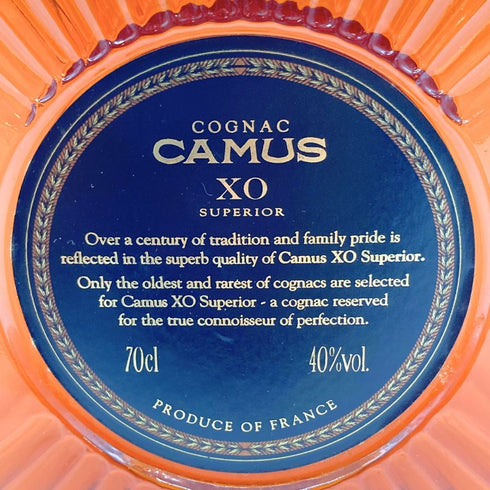 COGNAC
CAMUS
XO
SUPERIOR
Over a century of tradition and family pride is
reflected in the superb quality of Camus XO Superior.
Only the oldest and rarest of cognacs are selected
for Camus XO Superior - a cognac reserved
for the true connoisseur of perfection.
70cl 40%vol.
PRODUCE OF FRANCE